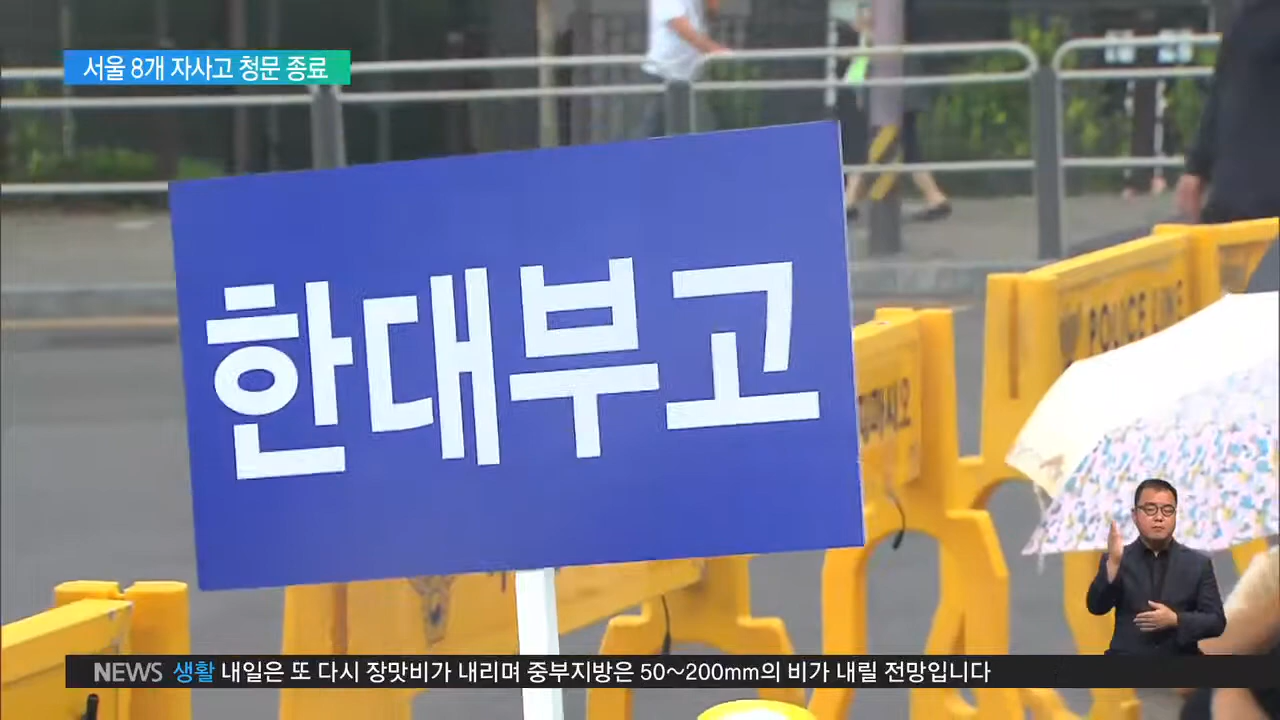 서울 8개 자사고 청문 종료
한대부고
POLICE LINE
NEWS 생활 내일은 또 다시 장맛비가 내리며 중부지방은 50~200mm의 비가 내릴 전망입니다